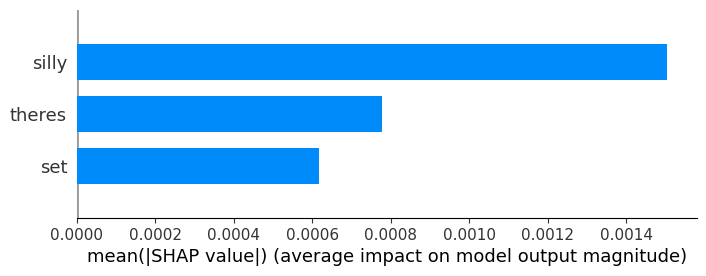 silly
theres
set
0.0000 0.0002 0.0004 0.0006 0.0008 0.0010 0.0012 0.0014
mean(|SHAP value|) (average impact on model output magnitude)